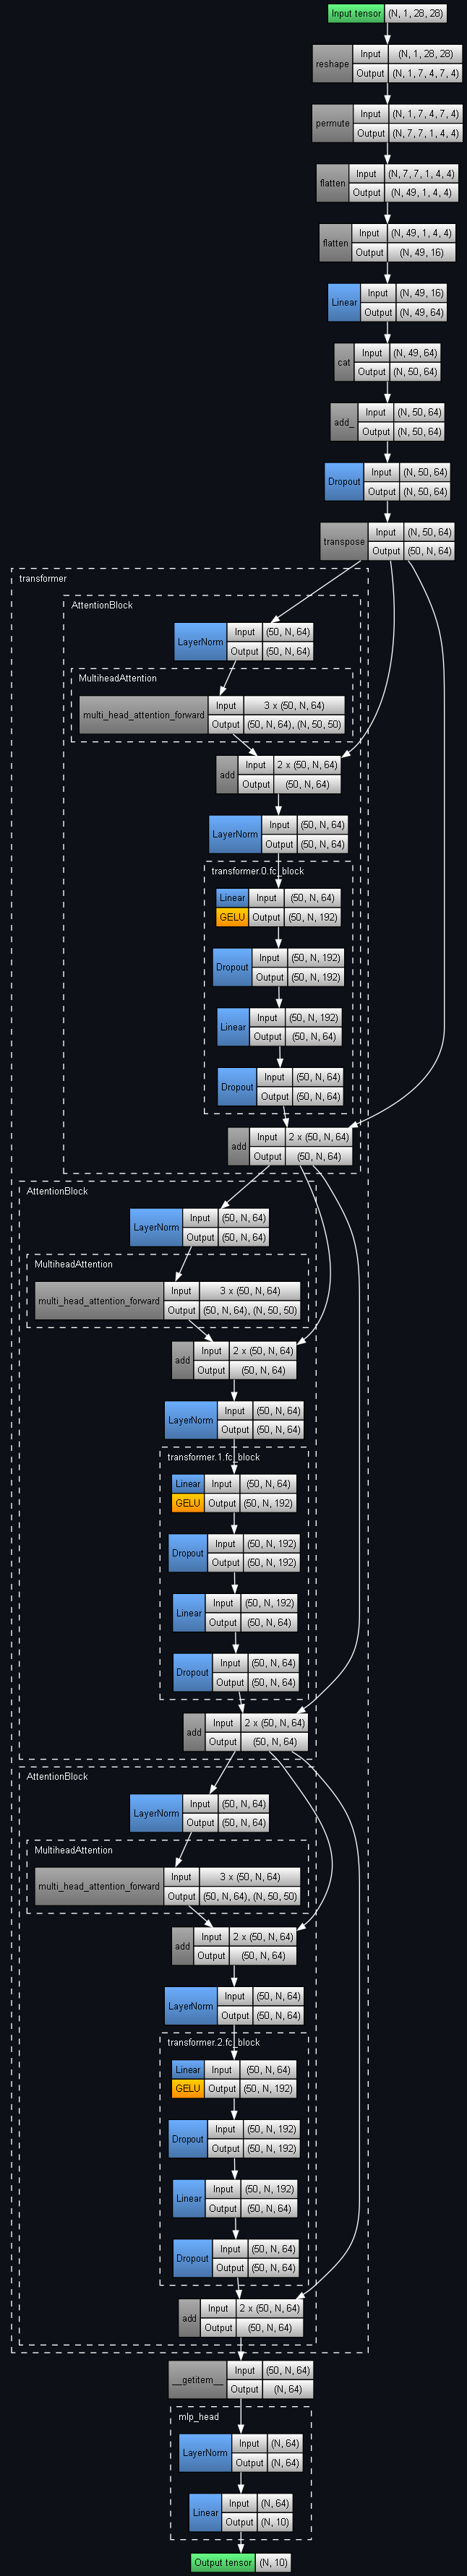 Input tensor (N, 1, 28, 28)
reshape Input (N, 1, 28, 28)
Output (N, 1, 7, 4, 7, 4)
permute Input (N, 1, 7, 4, 7, 4)
Output (N, 7, 7, 1, 4, 4)
flatten Input (N, 7, 7, 1, 4, 4)
Output (N, 49, 1, 4, 4)
flatten Input (N, 49, 1, 4, 4)
Output (N, 49, 16)
Linear Input (N, 49, 16)
Output (N, 49, 64)
cat Input (N, 49, 64)
Output (N, 50, 64)
add_ Input (N, 50, 64)
Output (N, 50, 64)
Dropout Input (N, 50, 64)
Output (N, 50, 64)
transpose Input (N, 50, 64)
Output (50, N, 64)
transformer
AttentionBlock
LayerNorm Input (50, N, 64)
Output (50, N, 64)
MultiheadAttention
multi_head_attention_forward Input 3 x (50, N, 64)
Output (50, N, 64), (N, 50, 50)
add Input 2 x (50, N, 64)
Output (50, N, 64)
LayerNorm Input (50, N, 64)
Output (50, N, 64)
transformer.0.fc_block
Linear Input (50, N, 64)
GELU Output (50, N, 192)
Dropout Input (50, N, 192)
Output (50, N, 192)
Linear Input (50, N, 192)
Output (50, N, 64)
Dropout Input (50, N, 64)
Output (50, N, 64)
add Input 2 x (50, N, 64)
Output (50, N, 64)
AttentionBlock
LayerNorm Input (50, N, 64)
Output (50, N, 64)
MultiheadAttention
multi_head_attention_forward Input 3 x (50, N, 64)
Output (50, N, 64), (N, 50, 50)
add Input 2 x (50, N, 64)
Output (50, N, 64)
LayerNorm Input (50, N, 64)
Output (50, N, 64)
transformer.1.fc_block
Linear Input (50, N, 64)
GELU Output (50, N, 192)
Dropout Input (50, N, 192)
Output (50, N, 192)
Linear Input (50, N, 192)
Output (50, N, 64)
Dropout Input (50, N, 64)
Output (50, N, 64)
add Input 2 x (50, N, 64)
Output (50, N, 64)
AttentionBlock
LayerNorm Input (50, N, 64)
Output (50, N, 64)
MultiheadAttention
multi_head_attention_forward Input 3 x (50, N, 64)
Output (50, N, 64), (N, 50, 50)
add Input 2 x (50, N, 64)
Output (50, N, 64)
LayerNorm Input (50, N, 64)
Output (50, N, 64)
transformer.2.fc_block
Linear Input (50, N, 64)
GELU Output (50, N, 192)
Dropout Input (50, N, 192)
Output (50, N, 192)
Linear Input (50, N, 192)
Output (50, N, 64)
Dropout Input (50, N, 64)
Output (50, N, 64)
add Input 2 x (50, N, 64)
Output (50, N, 64)
__getitem__ Input (50, N, 64)
Output (N, 64)
mlp_head
LayerNorm Input (N, 64)
Output (N, 64)
Linear Input (N, 64)
Output (N, 10)
Output tensor (N, 10)